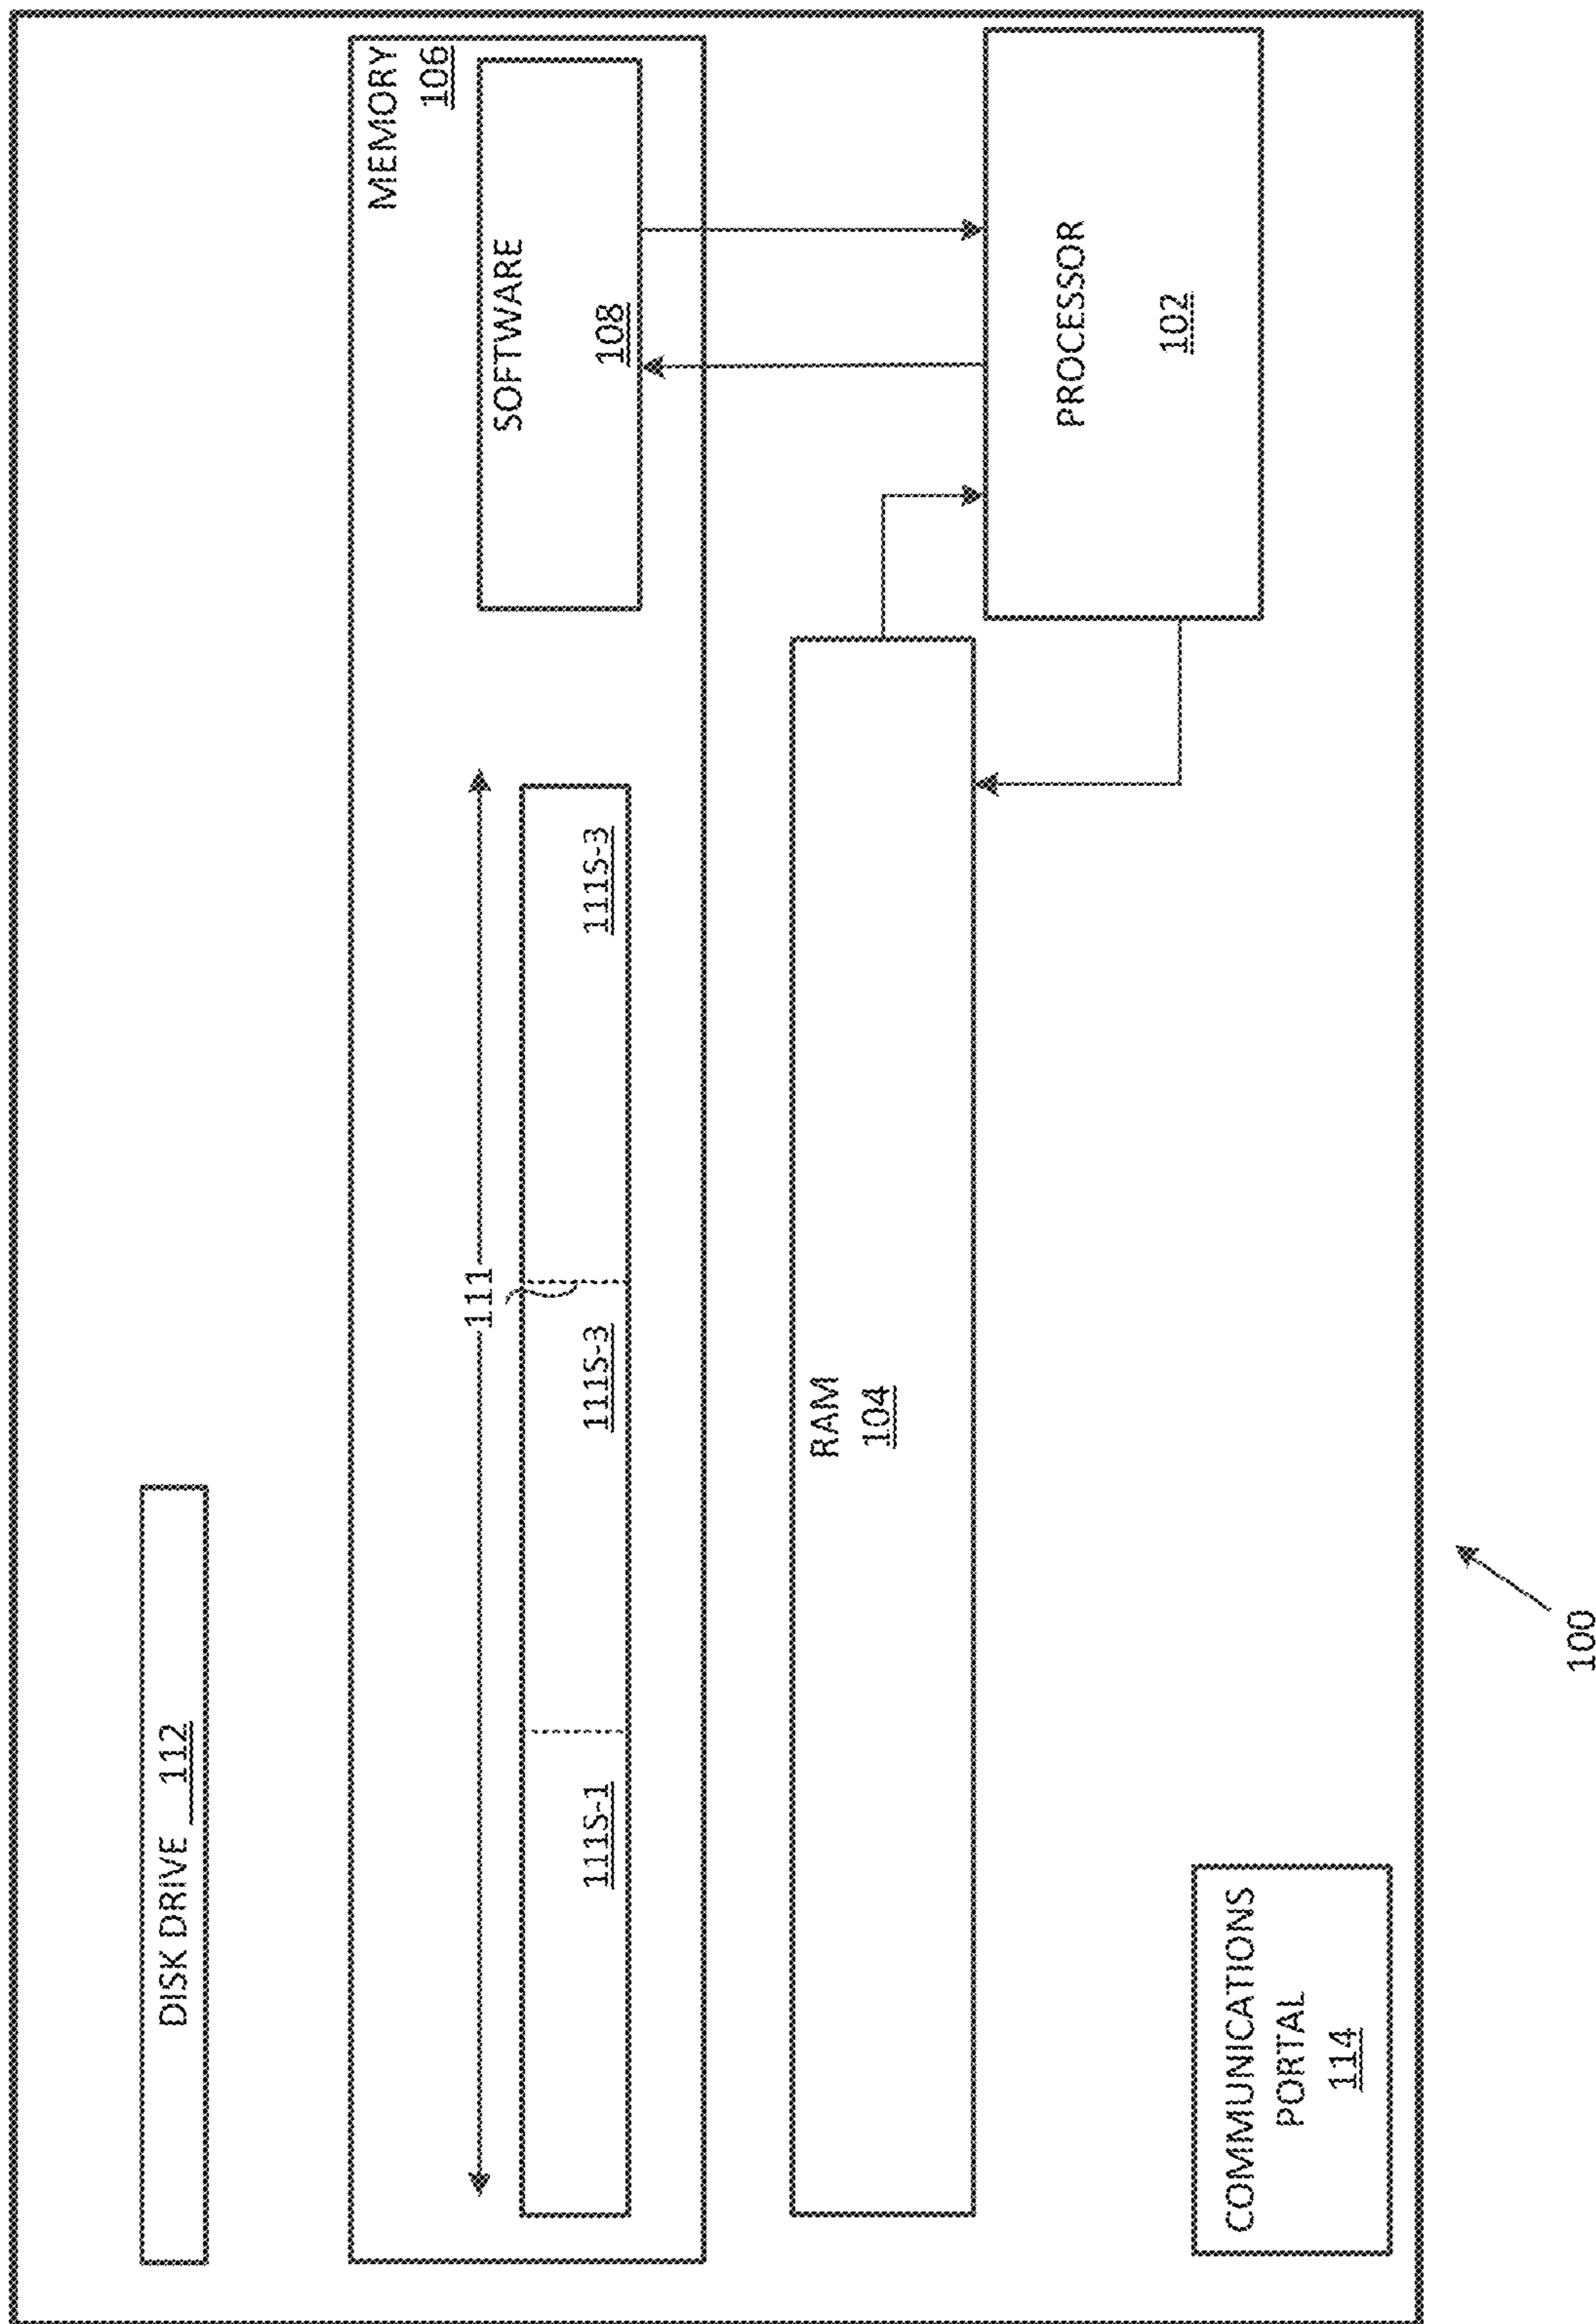 DISK DRIVE 112
MEMORY
106
111
111S-1
111S-3
111S-3
SOFTWARE
108
RAM
104
PROCESSOR
102
COMMUNICATIONS
PORTAL
114
100